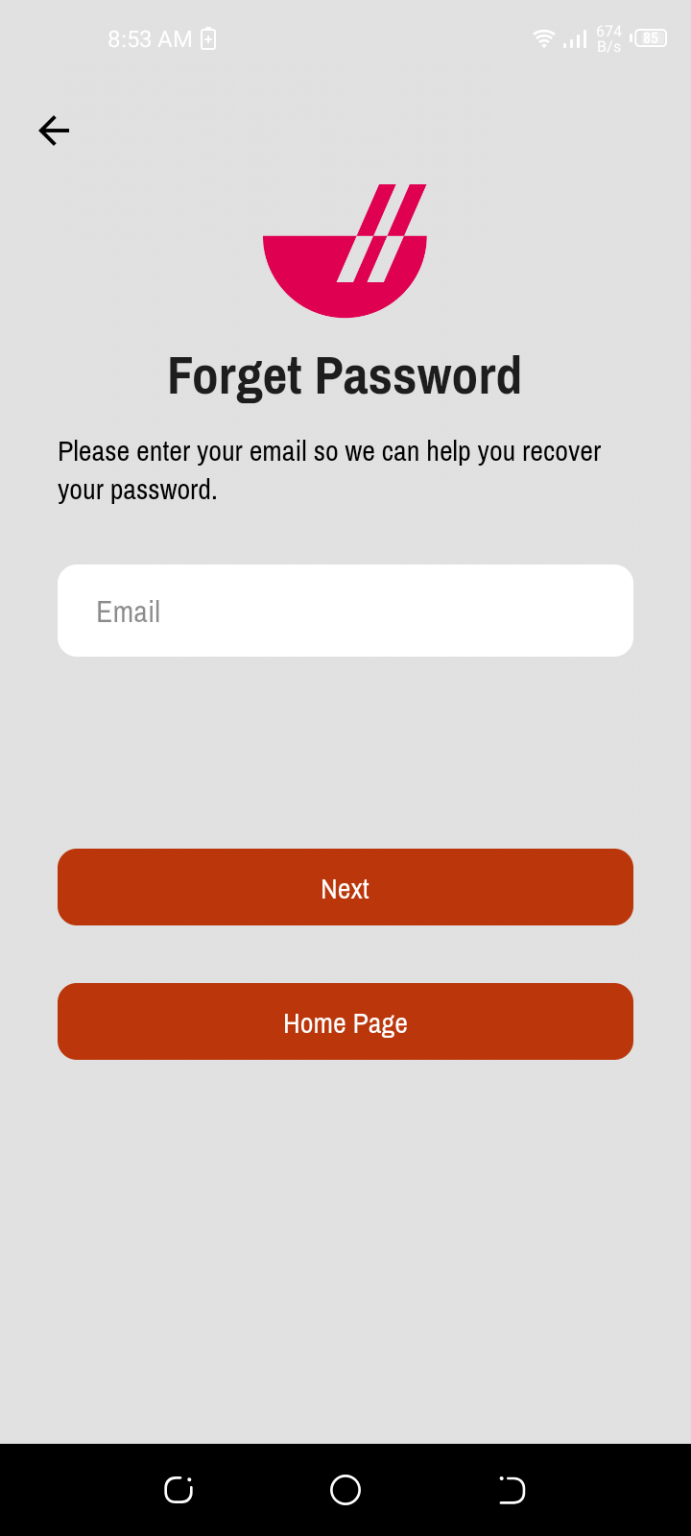 8:53 AM
674
B/s
85
Forget Password
Please enter your email so we can help you recover
your password.
Email
Next
Home Page